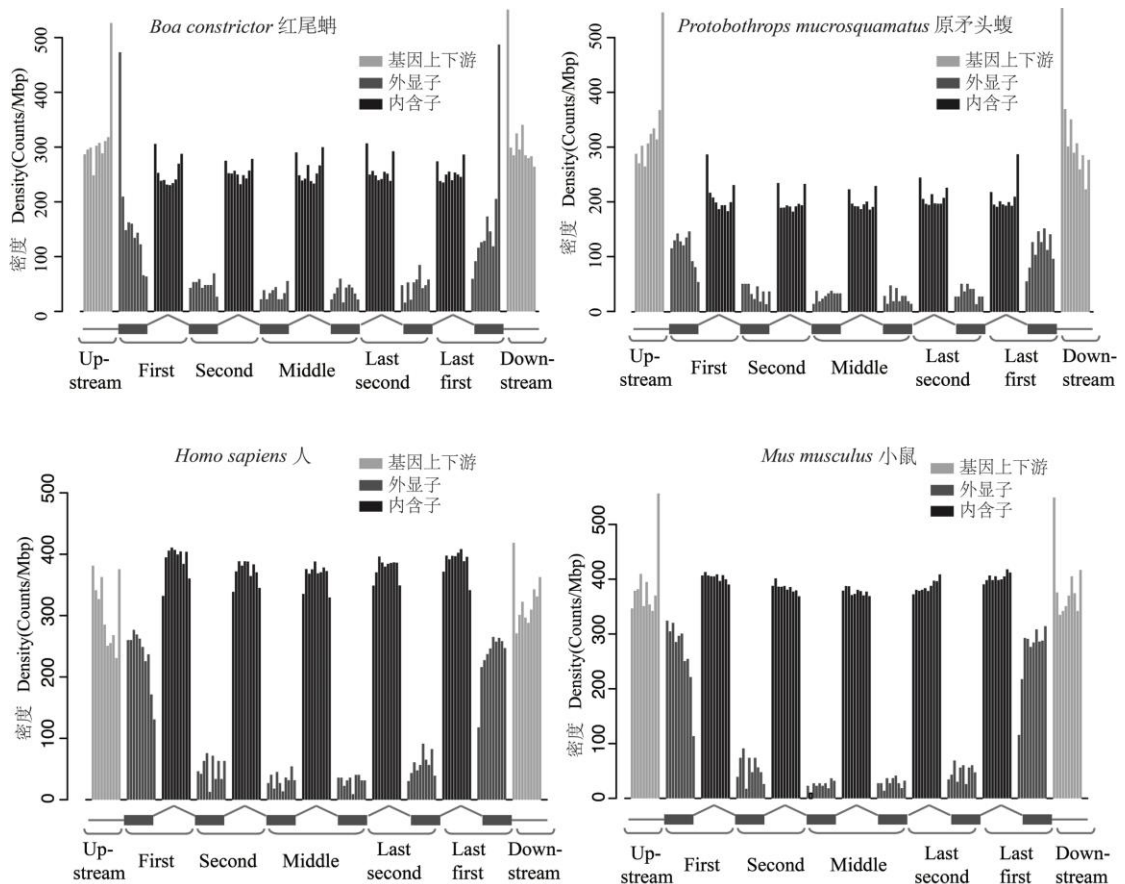 Boa constrictor 红尾蚺
基因上下游
外显子
内含子
密度 Density(Counts/Mbp)
500
400
300
200
100
0
Up-
stream
First
Second
Middle
Last
second
Last
first
Down-
stream
Protobothrops mucrosquamatus 原矛头蝮
基因上下游
外显子
内含子
密度 Density(Counts/Mbp)
500
400
300
200
100
0
Up-
stream
First
Second
Middle
Last
second
Last
first
Down-
stream
Homo sapiens 人
基因上下游
外显子
内含子
密度 Density(Counts/Mbp)
500
400
300
200
100
0
Up-
stream
First
Second
Middle
Last
second
Last
first
Down-
stream
Mus musculus 小鼠
基因上下游
外显子
内含子
密度 Density(Counts/Mbp)
500
400
300
200
100
0
Up-
stream
First
Second
Middle
Last
second
Last
first
Down-
stream